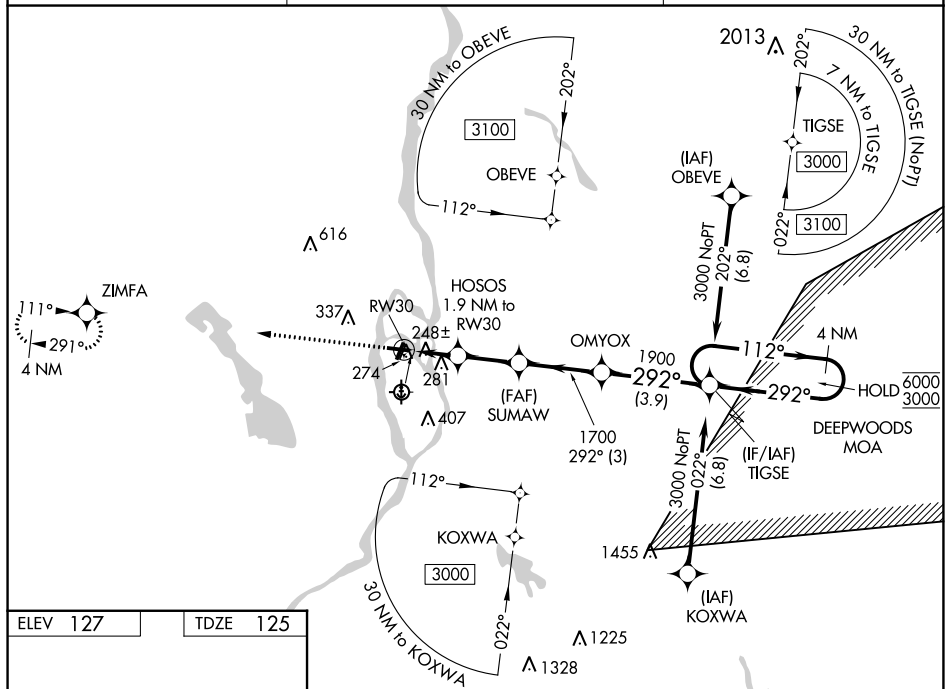 2013
202°
30 NM to TIGSE (NoPT)
7 NM to TIGSE
TIGSE
3000
022°
3100
30 NM to OBEVE
202°
3100
OBEVE
112°
(IAF)
OBEVE
3000 NoPT
202°
(6.8)
616
ZIMFA
111°
291°
4 NM
337
RW30
248±
274
281
407
HOSOS
1.9 NM to
RW30
(FAF)
SUMAW
OMYOX
1700
292° (3)
1900
292°
(3.9)
112°
4 NM
292°
HOLD
6000
3000
DEEPWOODS
MOA
(IF/IAF)
TIGSE
3000 NoPT
022°
(6.8)
1455
(IAF)
KOXWA
112°
KOXWA
3000
022°
30 NM to KOXWA
1225
1328
ELEV 127
TDZE 125